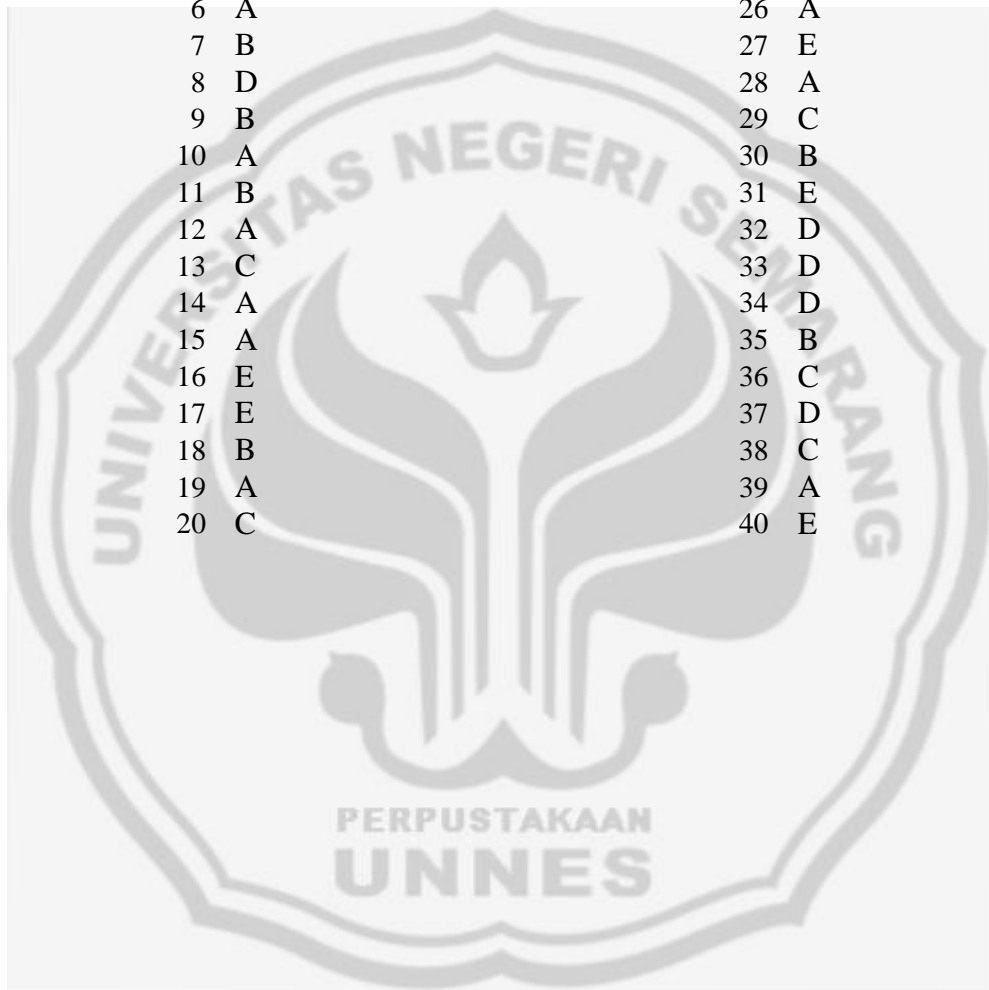 6 A 26 A
7 B 27 E
8 D 28 A
9 B 29 C
10 A 30 B
11 B 31 E
12 A 32 D
13 C 33 D
14 A 34 D
15 A 35 B
16 E 36 C
17 E 37 D
18 B 38 C
19 A 39 A
20 C 40 E
UNIVERSITAS NEGERI SEMARANG
PERPUSTAKAAN
UNNES